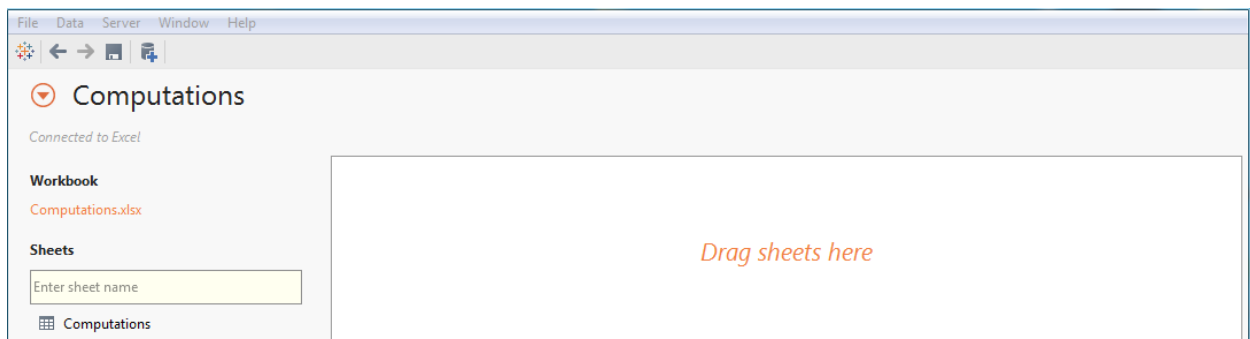 File Data Server Window Help
Computations
Connected to Excel
Workbook
Computations.xlsx
Sheets
Enter sheet name
Computations
Drag sheets here